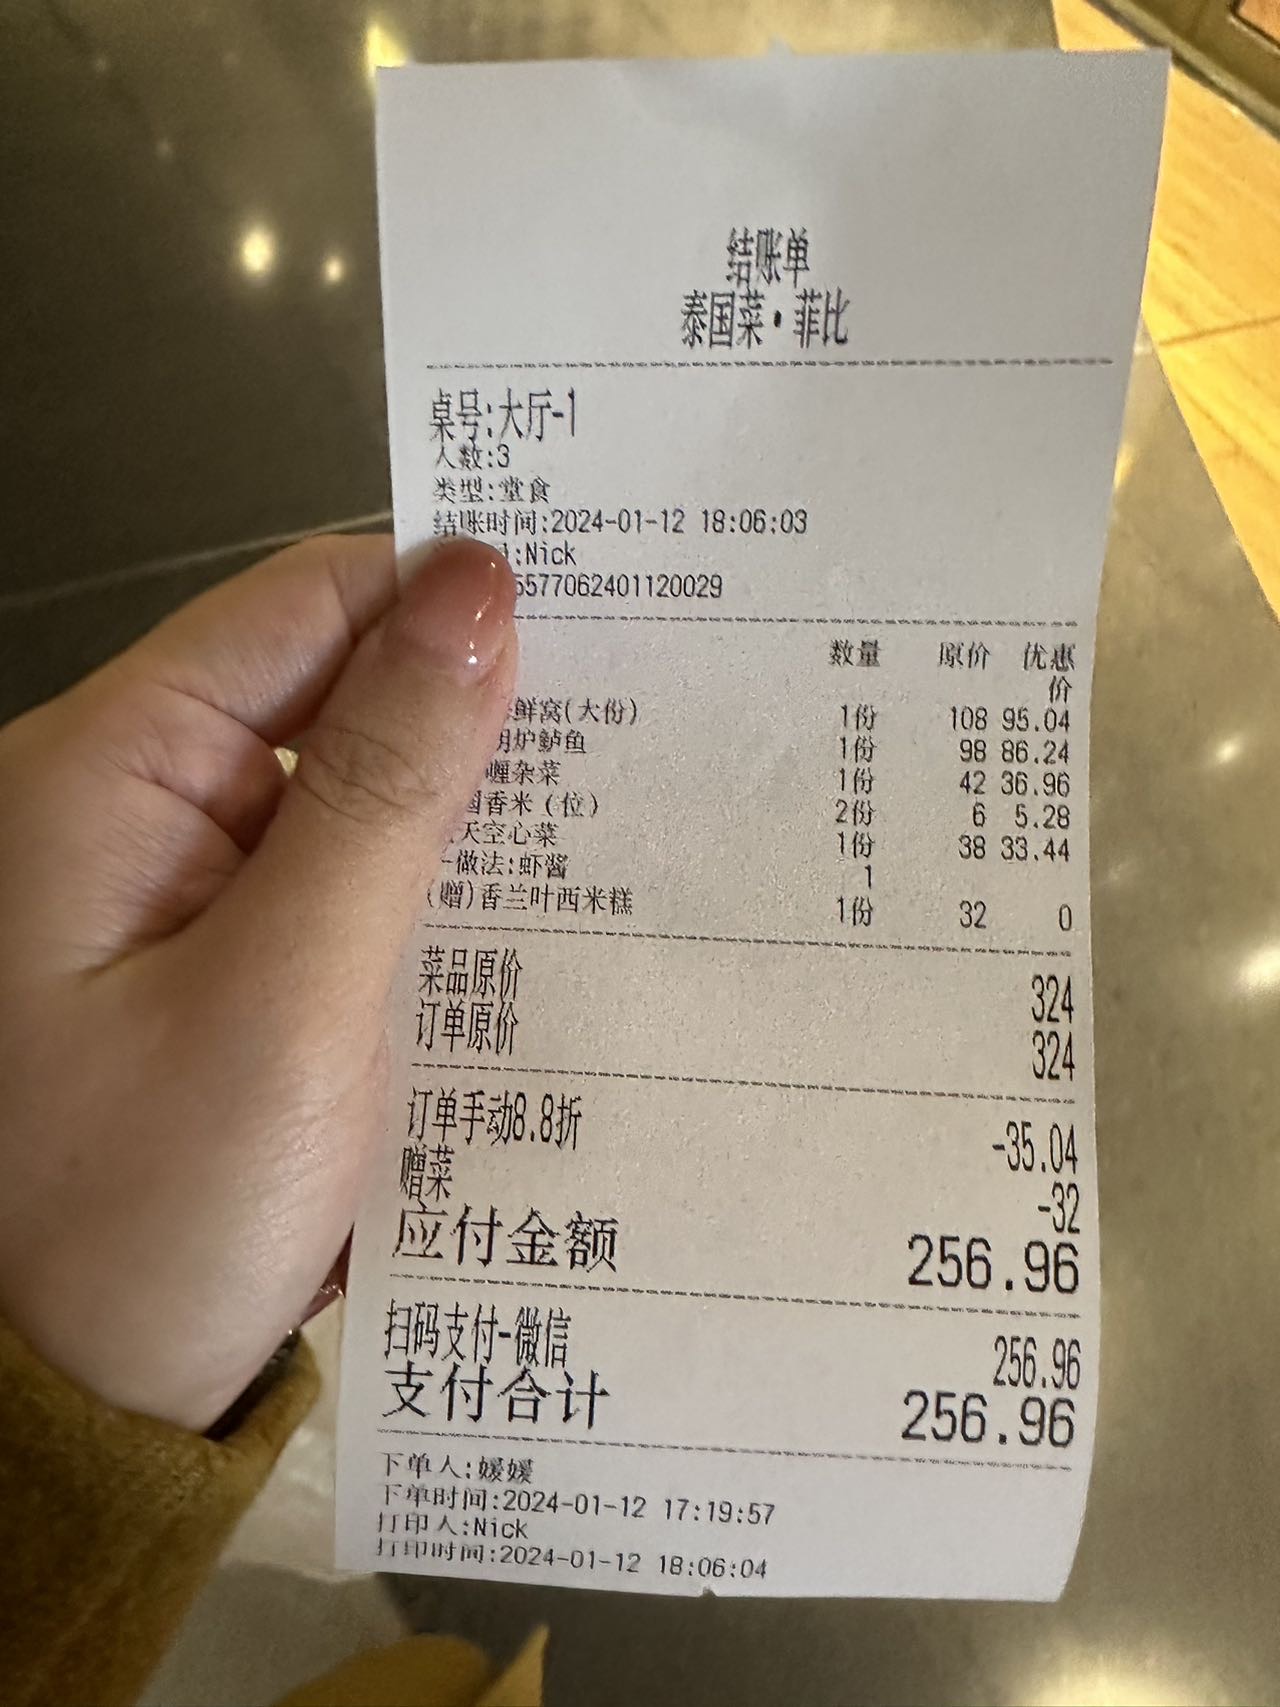 结账单
泰国菜·菲比
桌号:大厅-1
人数:3
类型:堂食
结账时间:2024-01-12 18:06:03
:Nick
577062401120029
数量 原价 优惠价
鲜窝(大份) 1份 108 95.04
明炉鲈鱼 1份 98 86.24
喱杂菜 1份 42 36.96
国香米(位) 2份 6 5.28
天空心菜 1份 38 33.44
做法:虾酱 1
(赠)香兰叶西米糕 1份 32 0
菜品原价 324
订单原价 324
订单手动8.8折 -35.04
赠菜 -32
应付金额 256.96
扫码支付-微信 256.96
支付合计 256.96
下单人:媛媛
下单时间:2024-01-12 17:19:57
打印人:Nick
打印时间:2024-01-12 18:06:04